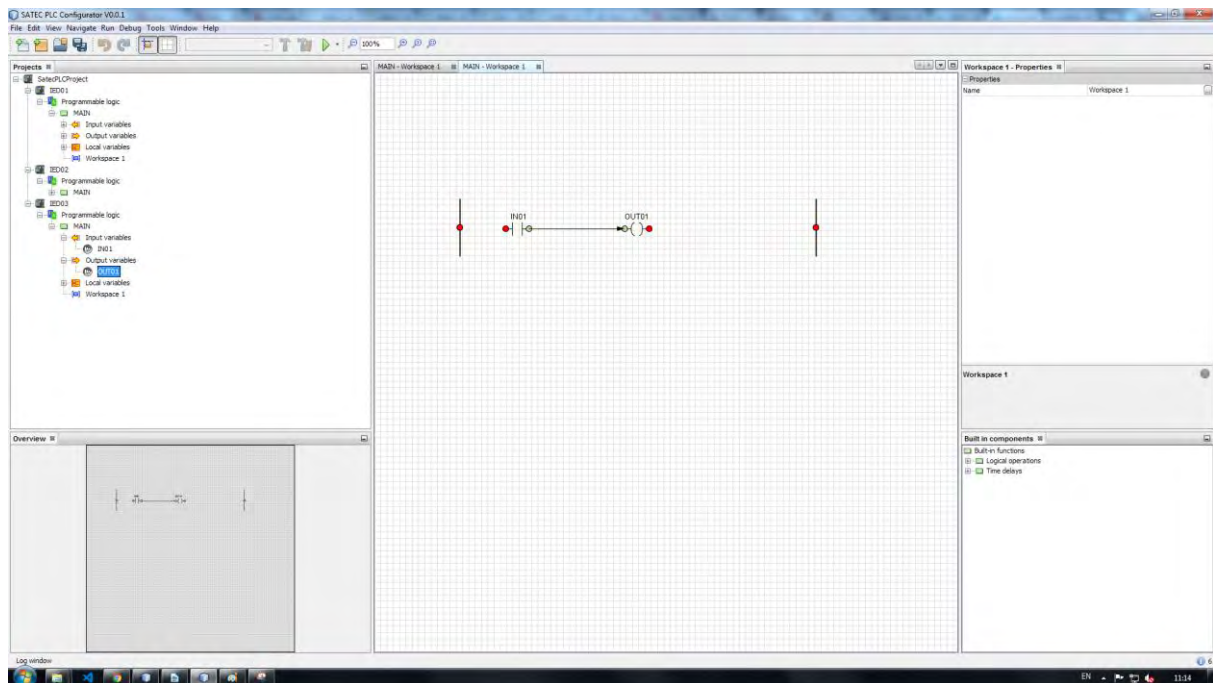 SATEC PLC Configurator V0.0.1
File Edit View Navigate Run Debug Tools Window Help
100%
Projects
SatecPLCProject
IED01
Programmable logic
MAIN
Input variables
Output variables
Local variables
Workspace 1
IED02
Programmable logic
MAIN
IED03
Programmable logic
MAIN
Input variables
IN01
Output variables
OUT01
Local variables
Workspace 1
Overview
MAIN - Workspace 1 MAIN - Workspace 1
IN01 OUT01
Workspace 1 - Properties
Properties
Name Workspace 1
Workspace 1
Built in components
Built-in functions
Logical operations
Time delays
Log window
6
EN 11:14